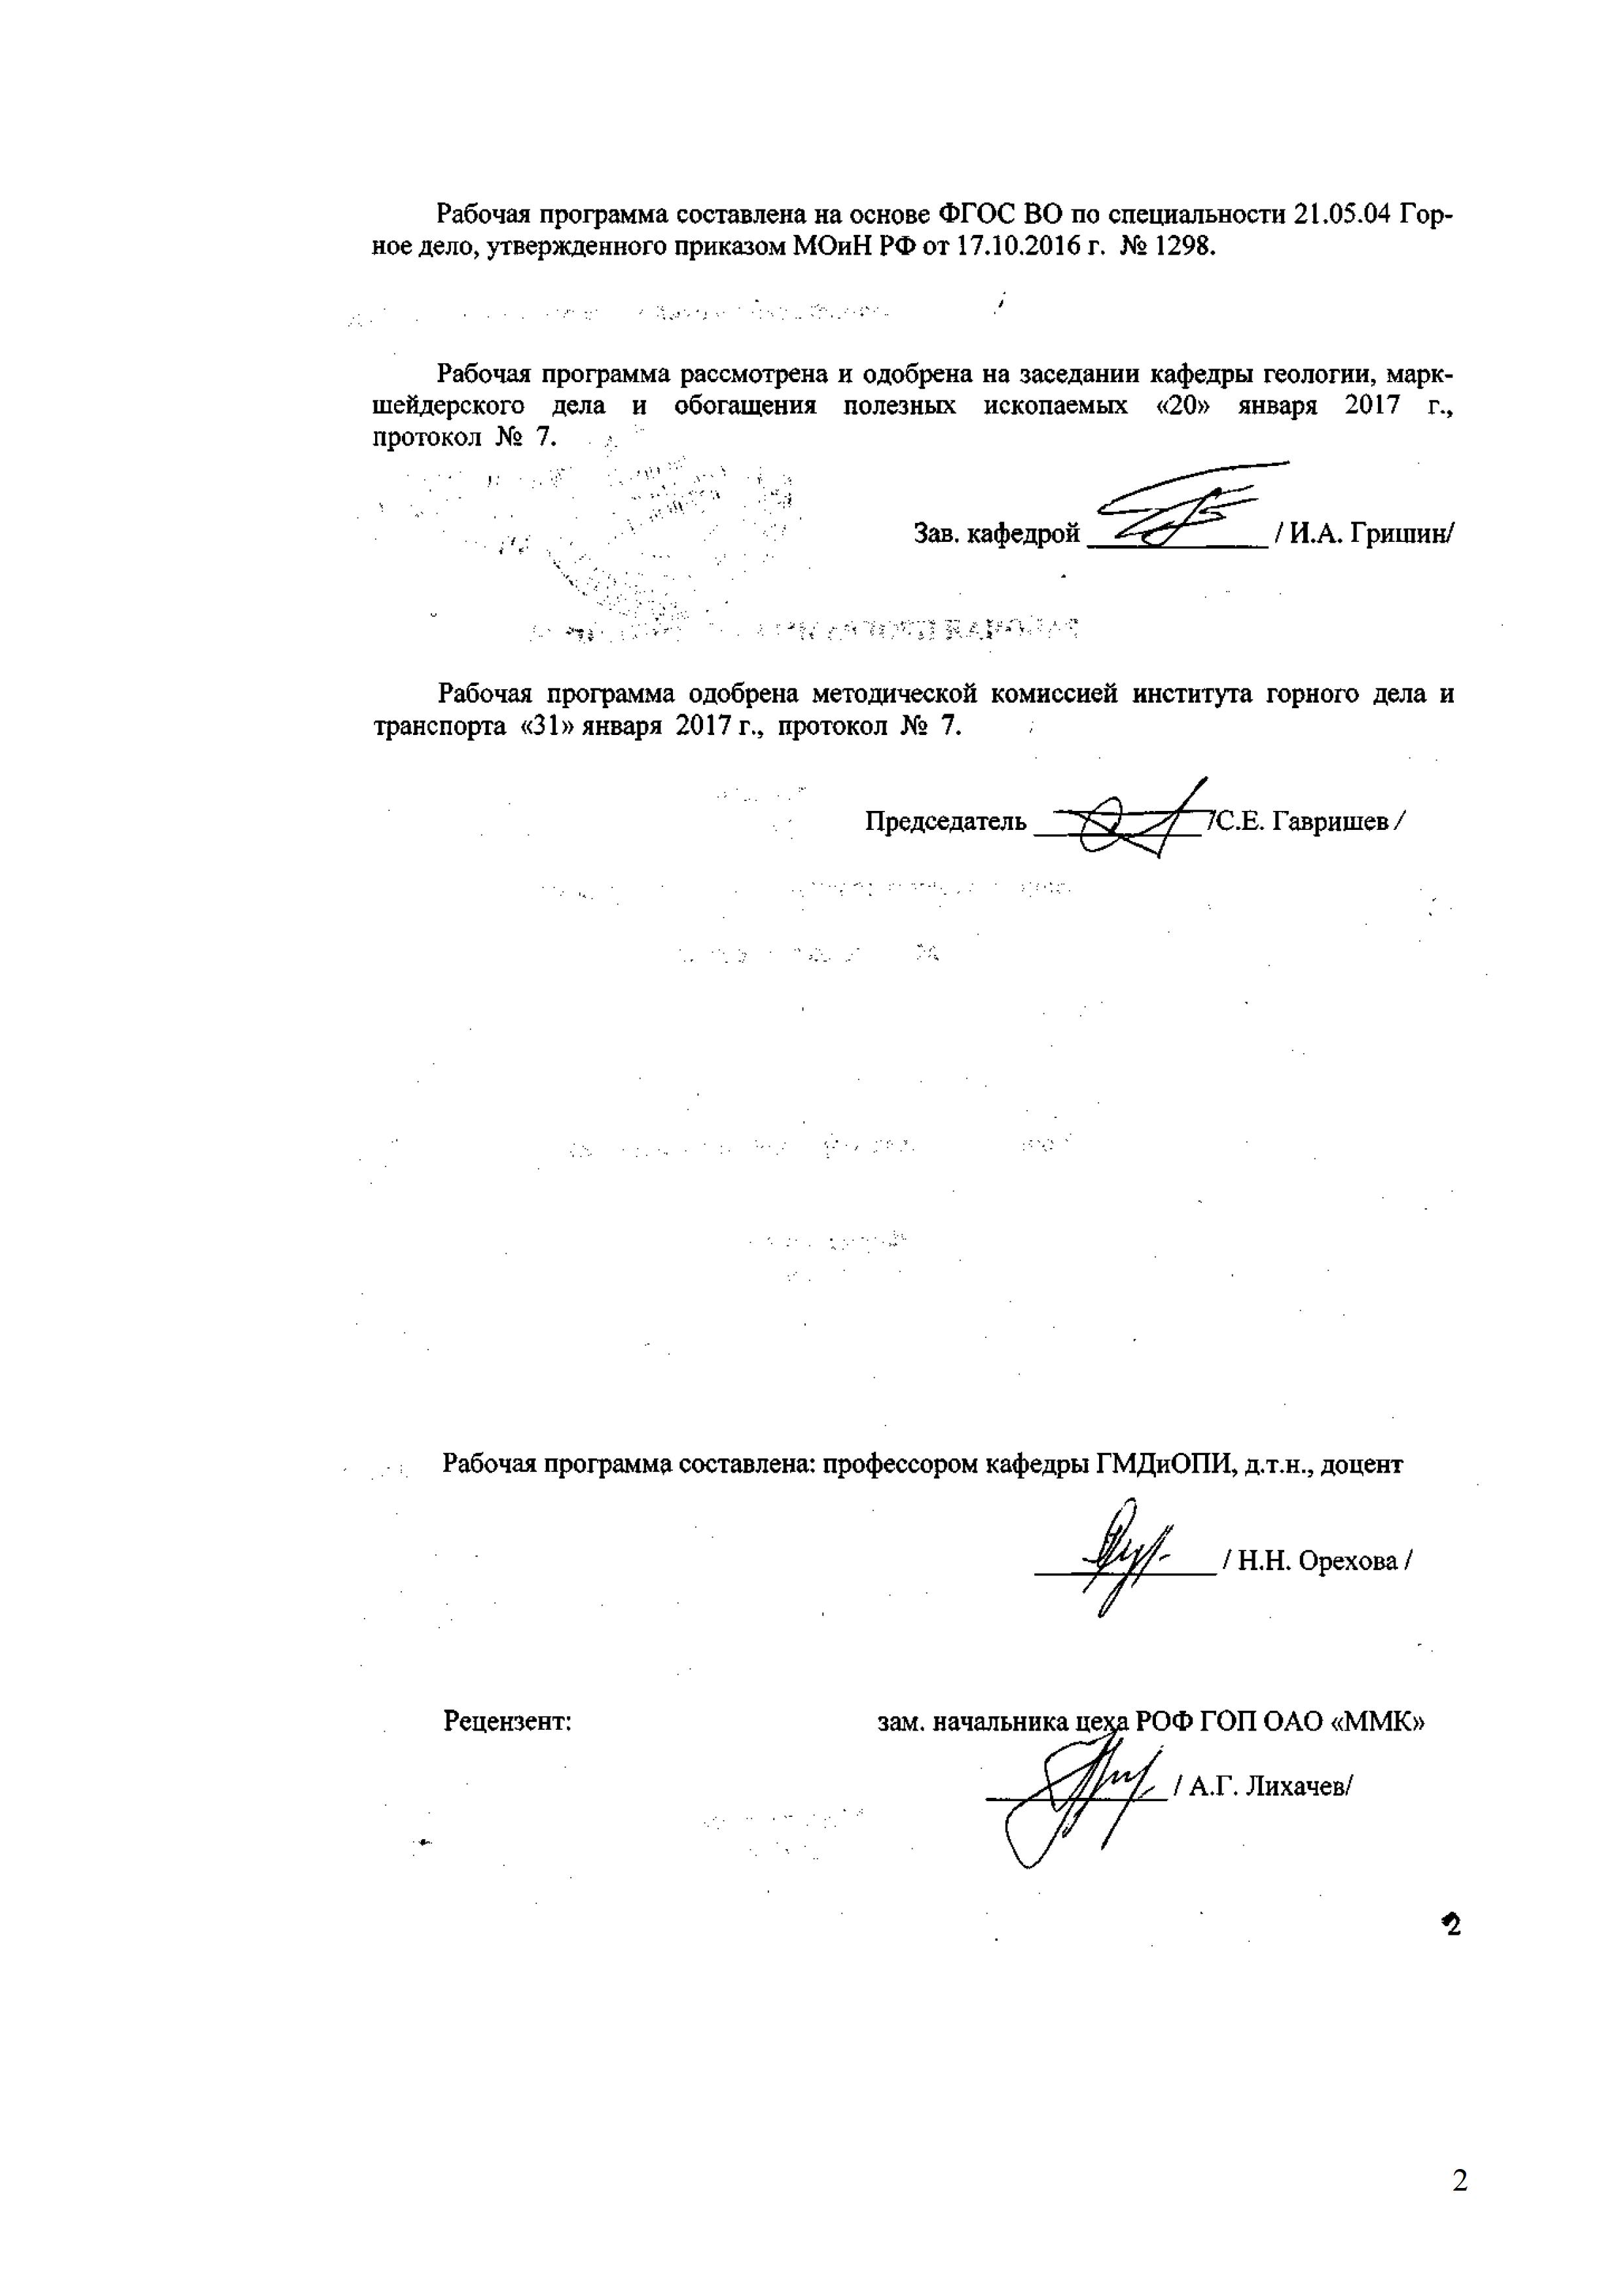 Рабочая программа составлена на основе ФГОС ВО по специальности 21.05.04 Гор-
ное дело, утвержденного приказом МОиН РФ от 17.10.2016 г. № 1298.
Рабочая программа рассмотрена и одобрена на заседании кафедры геологии, марк-
шейдерского дела и обогащения полезных ископаемых «20» января 2017 г.,
протокол № 7.
Зав. кафедрой / И.А. Гришин/
Рабочая программа одобрена методической комиссией института горного дела и
транспорта «31» января 2017 г., протокол № 7.
Председатель /С.Е. Гавришев /
Рабочая программа составлена: профессором кафедры ГМДиОПИ, д.т.н., доцент
/ Н.Н. Орехова /
Рецензент: зам. начальника цеха РОФ ГОП ОАО «ММК»
/ А.Г. Лихачев/
2
2